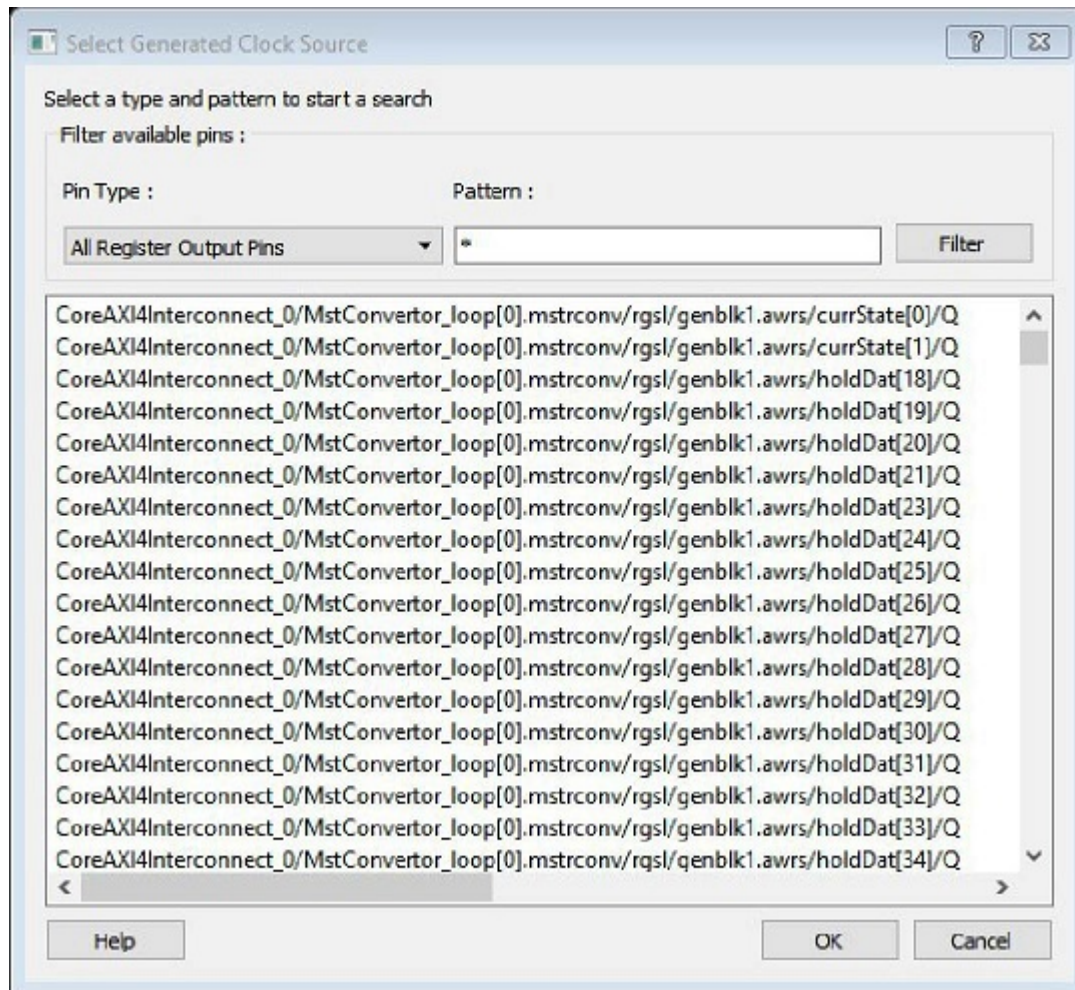 Select Generated Clock Source
Select a type and pattern to start a search
Filter available pins :
Pin Type :
Pattern :
All Register Output Pins
*
Filter
CoreAXI4Interconnect_0/MstConvertor_loop[0].mstrconv/rgsl/genblk1.awrs/currState[0]/Q
CoreAXI4Interconnect_0/MstConvertor_loop[0].mstrconv/rgsl/genblk1.awrs/currState[1]/Q
CoreAXI4Interconnect_0/MstConvertor_loop[0].mstrconv/rgsl/genblk1.awrs/holdDat[18]/Q
CoreAXI4Interconnect_0/MstConvertor_loop[0].mstrconv/rgsl/genblk1.awrs/holdDat[19]/Q
CoreAXI4Interconnect_0/MstConvertor_loop[0].mstrconv/rgsl/genblk1.awrs/holdDat[20]/Q
CoreAXI4Interconnect_0/MstConvertor_loop[0].mstrconv/rgsl/genblk1.awrs/holdDat[21]/Q
CoreAXI4Interconnect_0/MstConvertor_loop[0].mstrconv/rgsl/genblk1.awrs/holdDat[23]/Q
CoreAXI4Interconnect_0/MstConvertor_loop[0].mstrconv/rgsl/genblk1.awrs/holdDat[24]/Q
CoreAXI4Interconnect_0/MstConvertor_loop[0].mstrconv/rgsl/genblk1.awrs/holdDat[25]/Q
CoreAXI4Interconnect_0/MstConvertor_loop[0].mstrconv/rgsl/genblk1.awrs/holdDat[26]/Q
CoreAXI4Interconnect_0/MstConvertor_loop[0].mstrconv/rgsl/genblk1.awrs/holdDat[27]/Q
CoreAXI4Interconnect_0/MstConvertor_loop[0].mstrconv/rgsl/genblk1.awrs/holdDat[28]/Q
CoreAXI4Interconnect_0/MstConvertor_loop[0].mstrconv/rgsl/genblk1.awrs/holdDat[29]/Q
CoreAXI4Interconnect_0/MstConvertor_loop[0].mstrconv/rgsl/genblk1.awrs/holdDat[30]/Q
CoreAXI4Interconnect_0/MstConvertor_loop[0].mstrconv/rgsl/genblk1.awrs/holdDat[31]/Q
CoreAXI4Interconnect_0/MstConvertor_loop[0].mstrconv/rgsl/genblk1.awrs/holdDat[32]/Q
CoreAXI4Interconnect_0/MstConvertor_loop[0].mstrconv/rgsl/genblk1.awrs/holdDat[33]/Q
CoreAXI4Interconnect_0/MstConvertor_loop[0].mstrconv/rgsl/genblk1.awrs/holdDat[34]/Q
Help
OK
Cancel